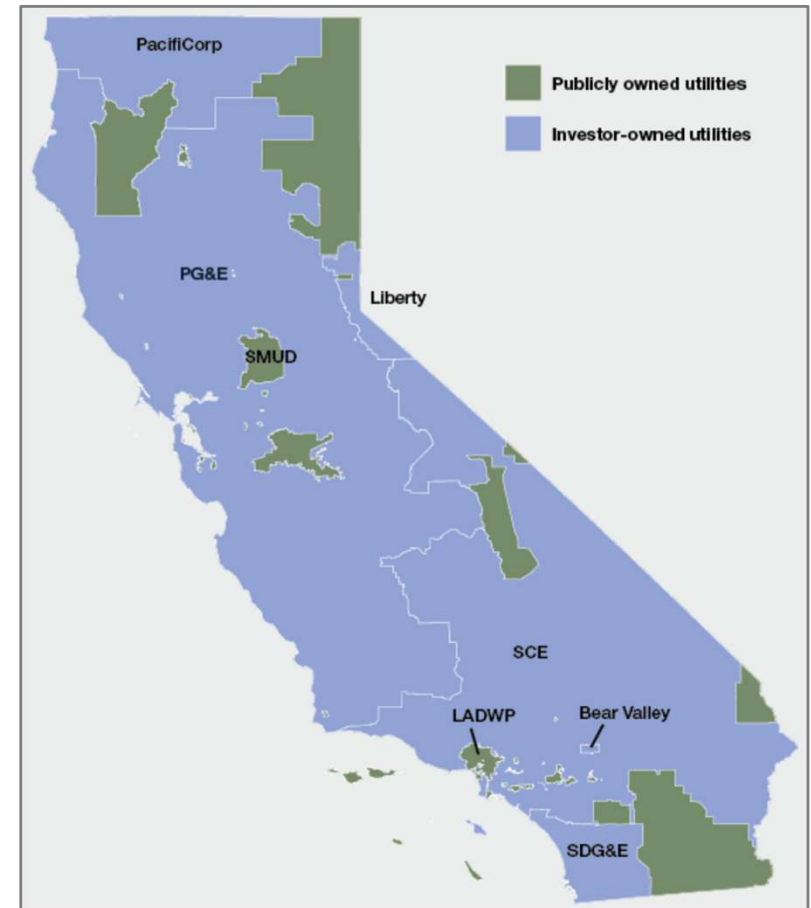 PacifiCorp
Publicly owned utilities
Investor-owned utilities
PG&E
Liberty
SMUD
SCE
LADWP
Bear Valley
SDG&E